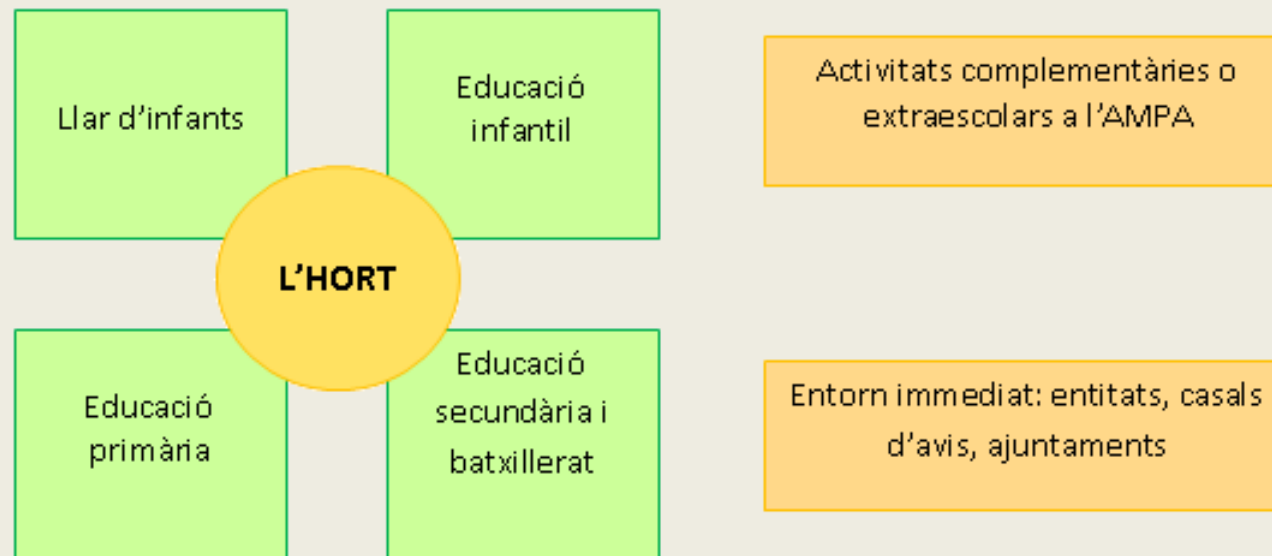 Llar d'infants
Educació
infantil
Activitats complementàries o
extraescolars a l'AMPA
L'HORT
Educació
primària
Educació
secundària i
batxillerat
Entorn immediat: entitats, casals
d'avis, ajuntaments